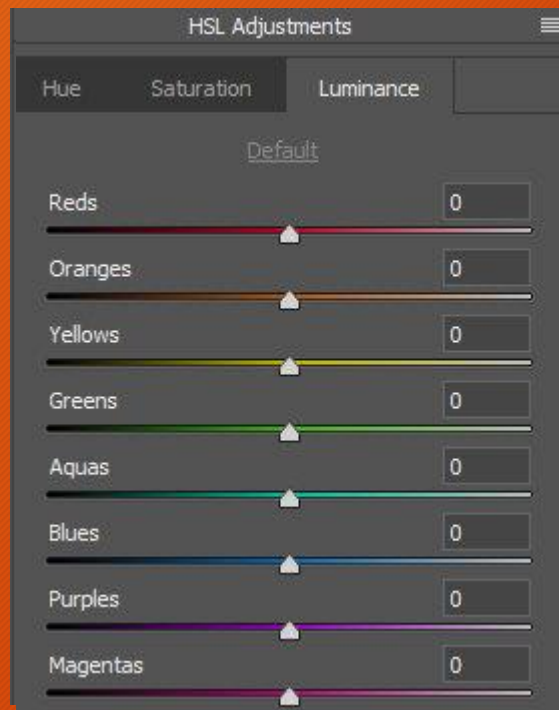 HSL Adjustments
Hue Saturation Luminance
Default
Reds 0
Oranges 0
Yellows 0
Greens 0
Aquas 0
Blues 0
Purples 0
Magentas 0